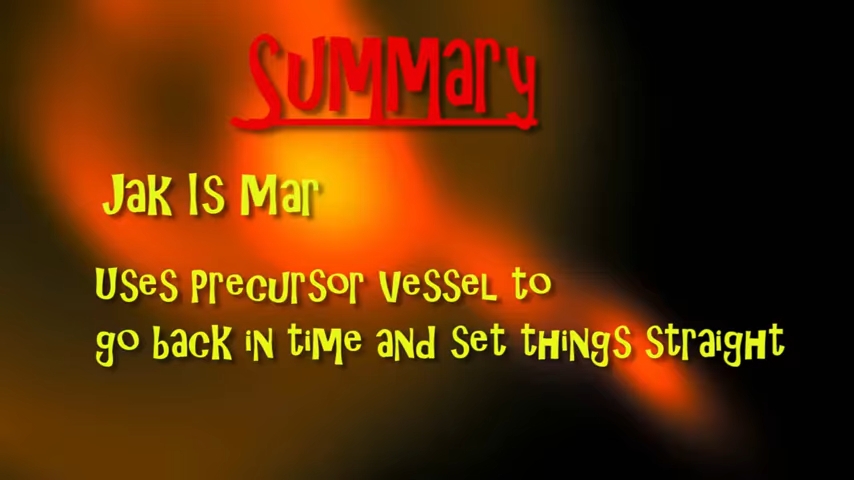 Summary
Jak Is Mar
Uses Precursor Vessel to
go back in time and set things straight